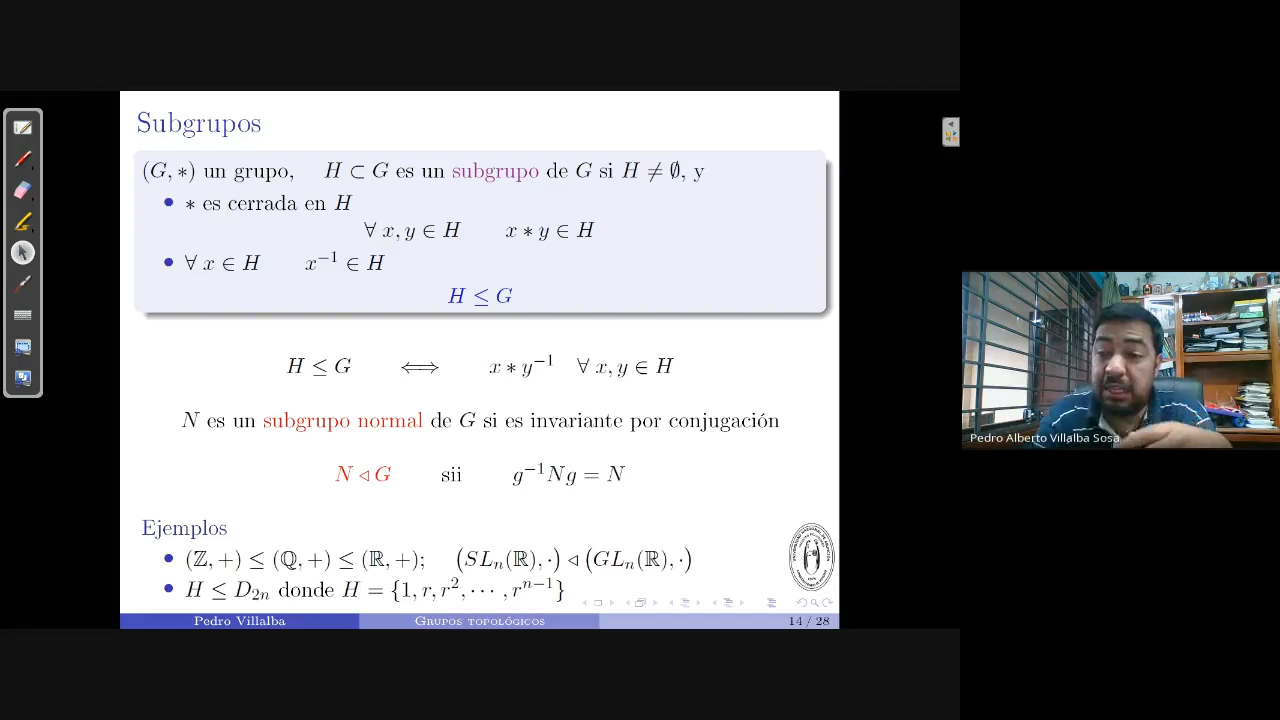 Subgrupos
(G, ∗) un grupo, H ⊂ G es un subgrupo de G si H ≠ ∅, y
• ∗ es cerrada en H
∀ x, y ∈ H x ∗ y ∈ H
• ∀ x ∈ H x⁻¹ ∈ H
H ≤ G
H ≤ G ⟺ x ∗ y⁻¹ ∀ x, y ∈ H
N es un subgrupo normal de G si es invariante por conjugación
N ◁ G sii g⁻¹Ng = N
Ejemplos
• (ℤ, +) ≤ (ℚ, +) ≤ (ℝ, +); (SLₙ(ℝ), ·) ◁ (GLₙ(ℝ), ·)
• H ≤ D₂ₙ donde H = {1, r, r², ⋯ , rⁿ⁻¹}
Pedro Villalba Grupos topológicos 14 / 28
Pedro Alberto Villalba Sosa